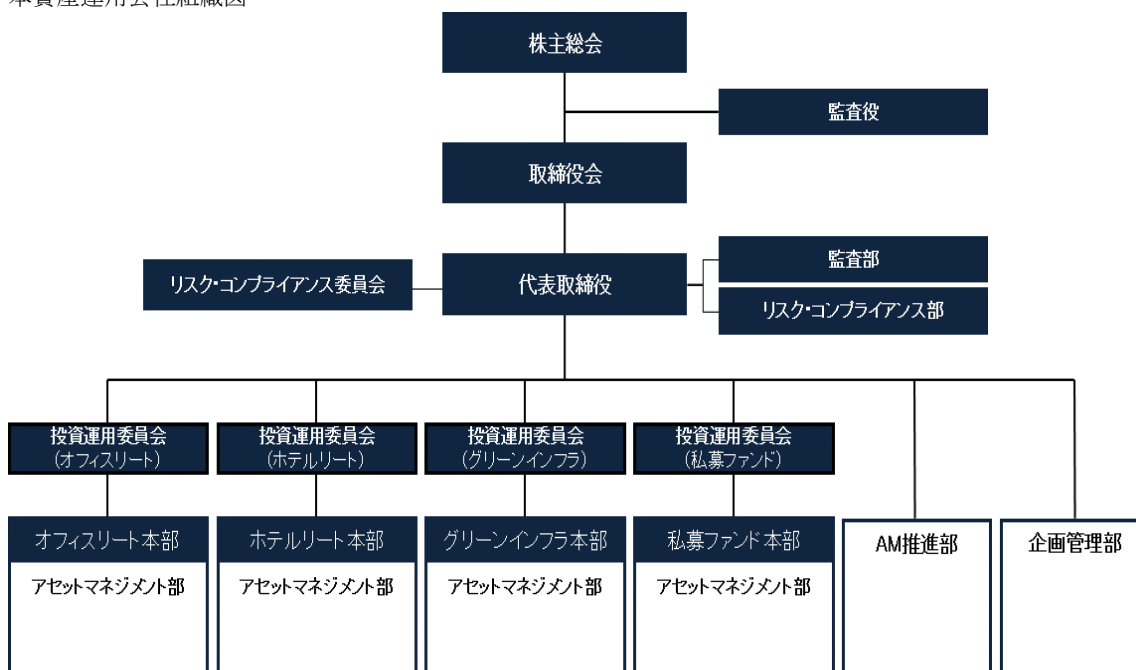 本資産運用会社組織図
株主総会
監査役
取締役会
代表取締役
監査部
リスク・コンプライアンス委員会
リスク・コンプライアンス部
投資運用委員会
(オフィスリート)
投資運用委員会
(ホテルリート)
投資運用委員会
(グリーンインフラ)
投資運用委員会
(私募ファンド)
オフィスリート本部
アセットマネジメント部
ホテルリート本部
アセットマネジメント部
グリーンインフラ本部
アセットマネジメント部
私募ファンド本部
アセットマネジメント部
AM推進部
企画管理部